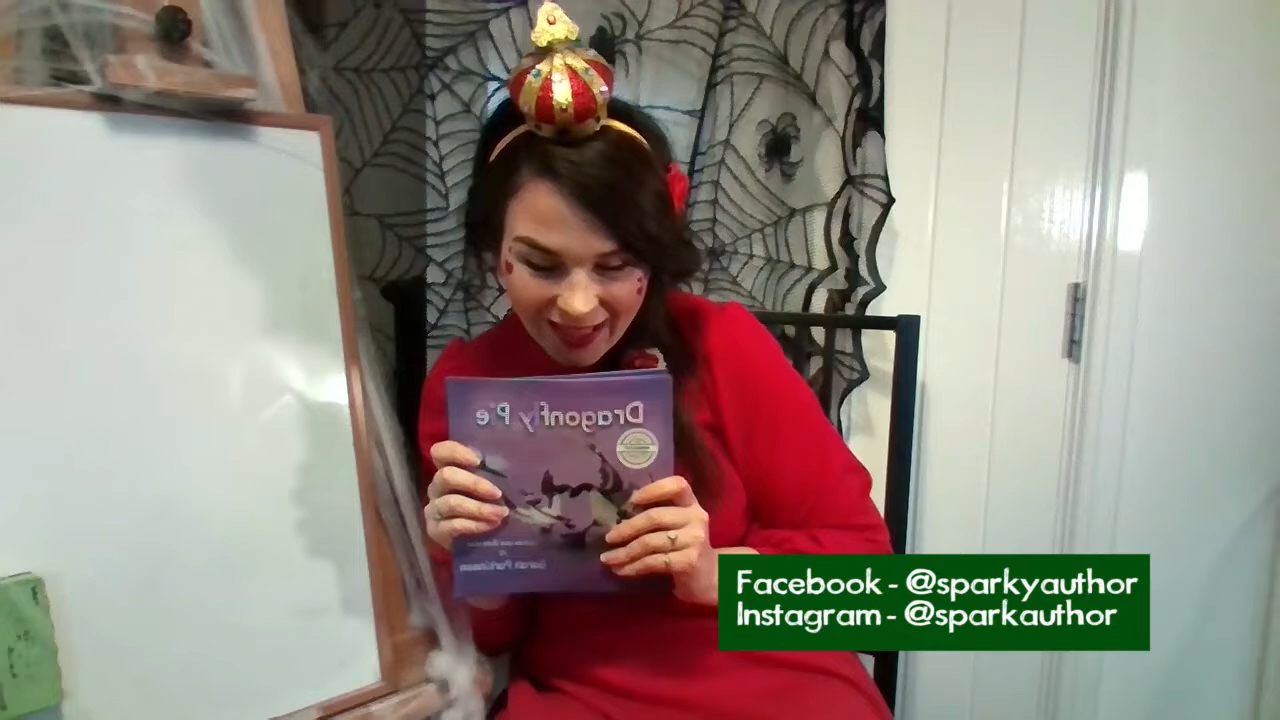 Dragonfly Pie
Sarah Parkinson
Facebook - @sparkyauthor
Instagram - @sparkauthor